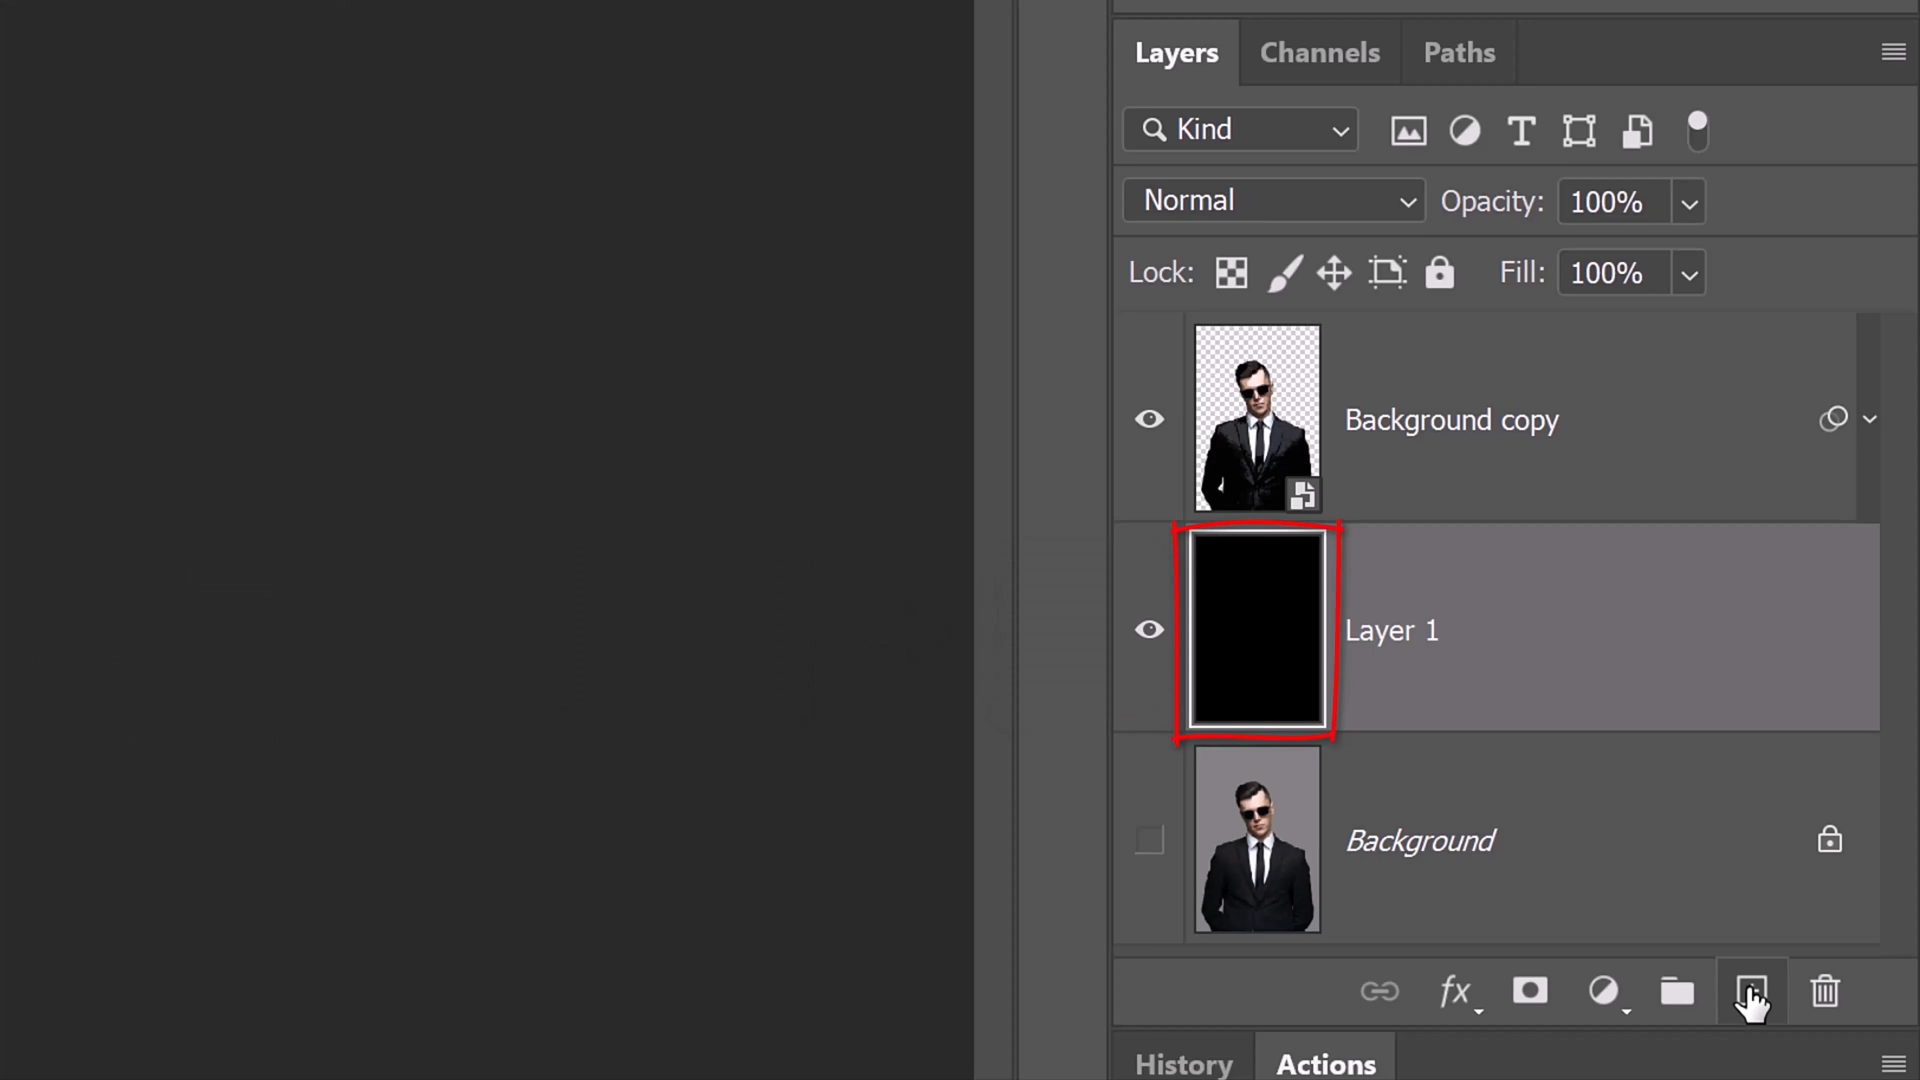 Layers Channels Paths
Kind
Normal Opacity: 100%
Lock: Fill: 100%
Background copy
Layer 1
Background
fx
History Actions